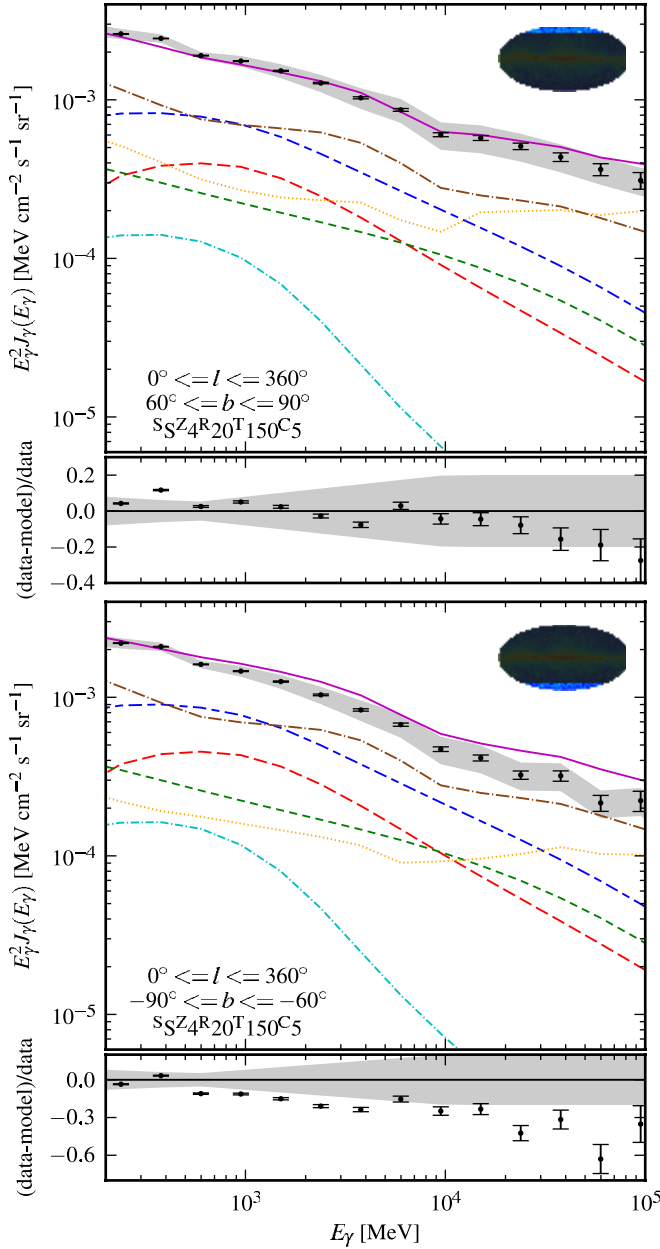 10⁻³
10⁻⁴
10⁻⁵
E²ᵧJᵧ(Eᵧ) [MeV cm⁻² s⁻¹ sr⁻¹]
0° <= l <= 360°
60° <= b <= 90°
ˢSᶻ4ᴿ20ᵀ150ᶜ5
0.2
0.0
−0.2
−0.4
(data-model)/data
10⁻³
10⁻⁴
10⁻⁵
E²ᵧJᵧ(Eᵧ) [MeV cm⁻² s⁻¹ sr⁻¹]
0° <= l <= 360°
−90° <= b <= −60°
ˢSᶻ4ᴿ20ᵀ150ᶜ5
0.0
−0.3
−0.6
(data-model)/data
10³ 10⁴ 10⁵
Eᵧ [MeV]